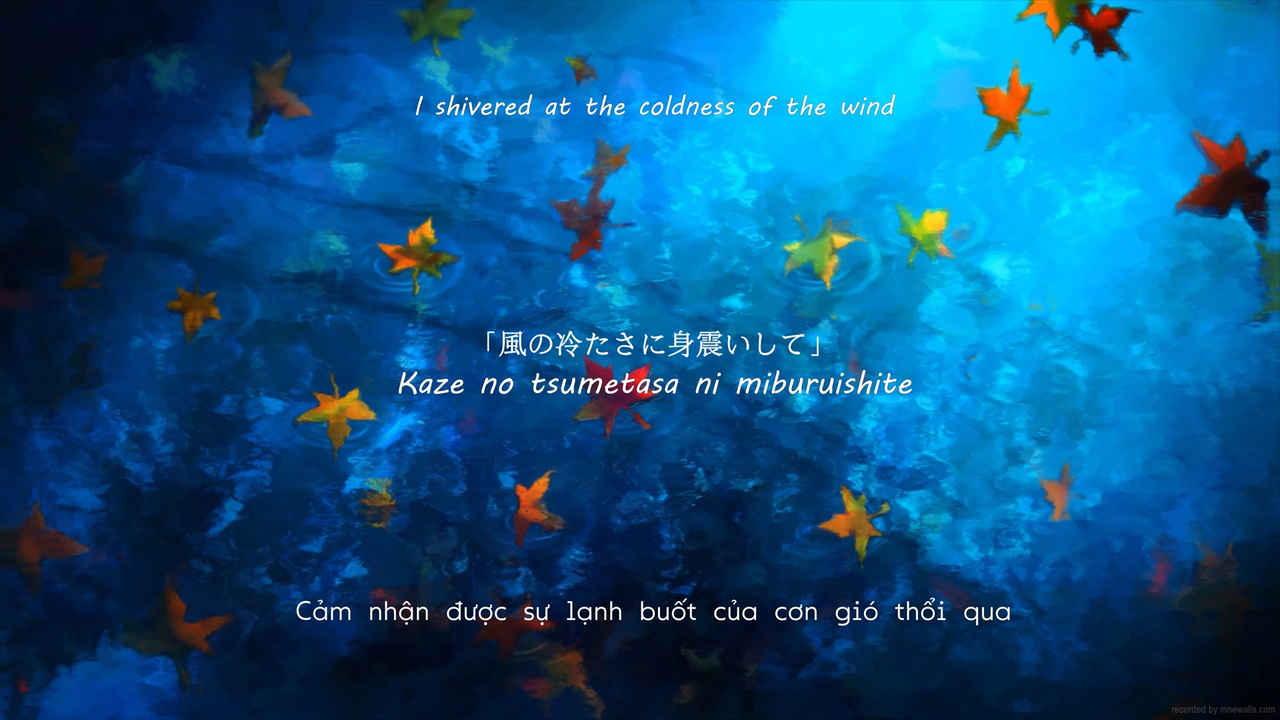 I shivered at the coldness of the wind
「風の冷たさに身震いして」
Kaze no tsumetasa ni miburuishite
Cảm nhận được sự lạnh buốt của cơn gió thổi qua
recorded by moewalls.com